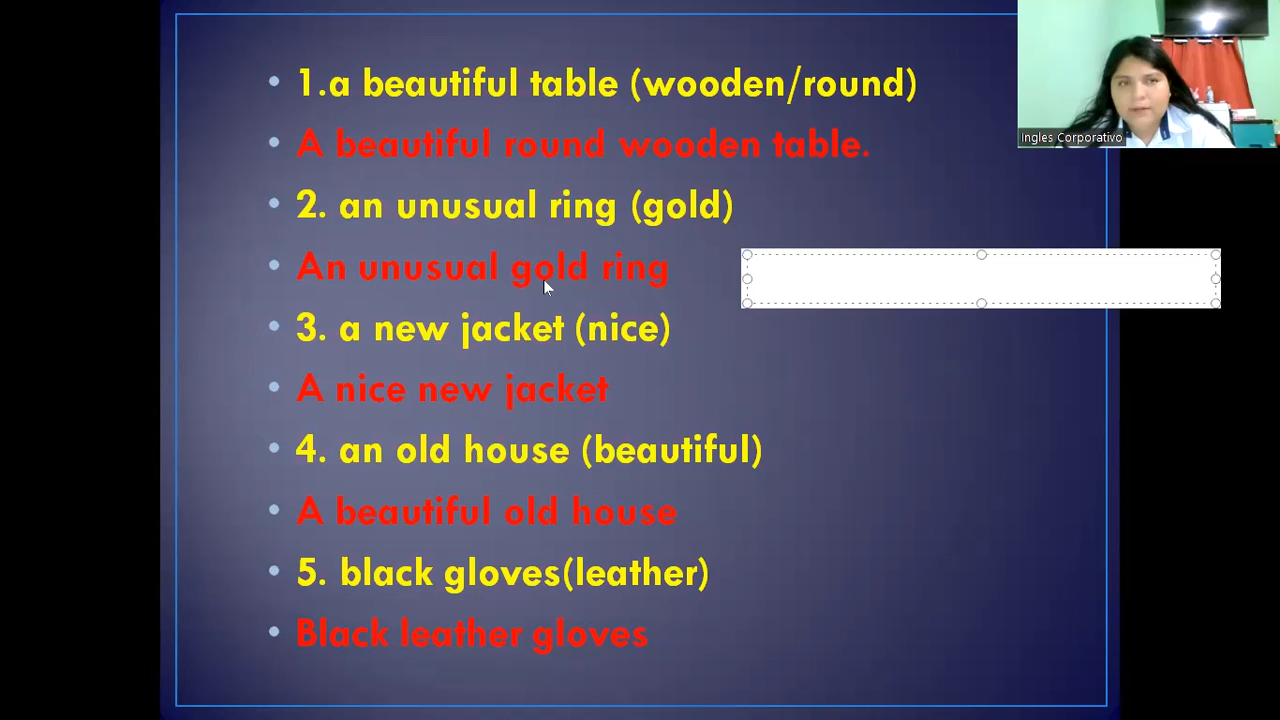 1.a beautiful table (wooden/round)
A beautiful round wooden table.
2. an unusual ring (gold)
An unusual gold ring
3. a new jacket (nice)
A nice new jacket
4. an old house (beautiful)
A beautiful old house
5. black gloves(leather)
Black leather gloves
Ingles Corporativo